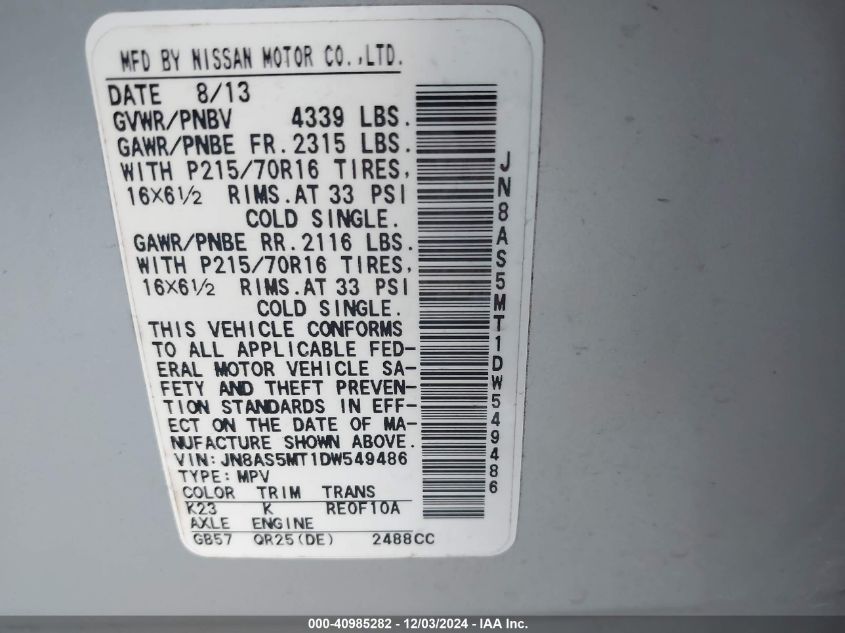 MFD BY NISSAN MOTOR CO.,LTD.
DATE 8/13
GVWR/PNBV 4339 LBS.
GAWR/PNBE FR.2315 LBS.
WITH P215/70R16 TIRES,
16X6½ RIMS.AT 33 PSI
COLD SINGLE.
GAWR/PNBE RR.2116 LBS.
WITH P215/70R16 TIRES,
16X6½ RIMS.AT 33 PSI
COLD SINGLE.
THIS VEHICLE CONFORMS
TO ALL APPLICABLE FED-
ERAL MOTOR VEHICLE SA-
FETY AND THEFT PREVEN-
TION STANDARDS IN EFF-
ECT ON THE DATE OF MA-
NUFACTURE SHOWN ABOVE.
VIN: JN8AS5MT1DW549486
TYPE: MPV
COLOR TRIM TRANS
K23 K RE0F10A
AXLE ENGINE
GB57 QR25(DE) 2488CC
JN8AS5MT1DW549486
000-40985282 - 12/03/2024 - IAA Inc.